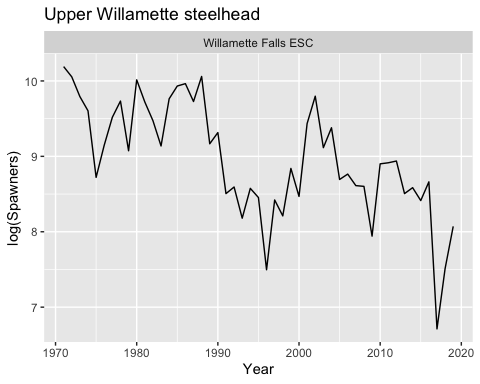 Upper Willamette steelhead
Willamette Falls ESC
log(Spawners)
10
9
8
7
1970 1980 1990 2000 2010 2020
Year